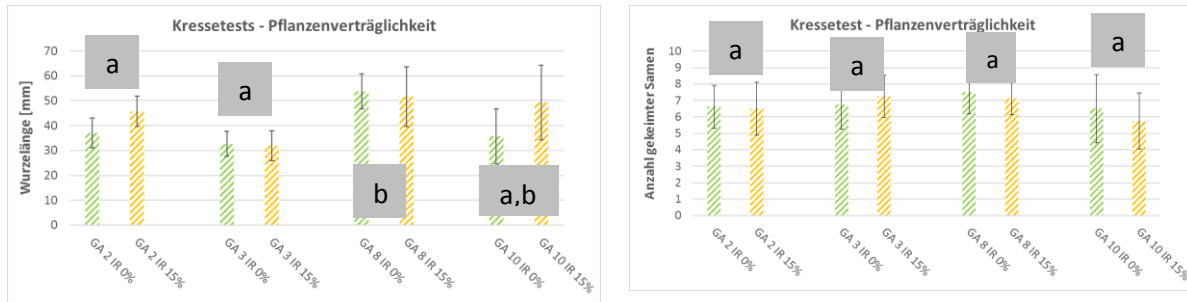 Kressetests - Pflanzenverträglichkeit
Wurzelänge [mm]
70
60
50
40
30
20
10
0
a
a
b
a,b
GA 2 IR 0%
GA 2 IR 15%
GA 3 IR 0%
GA 3 IR 15%
GA 8 IR 0%
GA 8 IR 15%
GA 10 IR 0%
GA 10 IR 15%
Kressetest - Pflanzenverträglichkeit
Anzahl gekeimter Samen
10
9
8
7
6
5
4
3
2
1
0
a
a
a
a
GA 2 IR 0%
GA 2 IR 15%
GA 3 IR 0%
GA 3 IR 15%
GA 8 IR 0%
GA 8 IR 15%
GA 10 IR 0%
GA 10 IR 15%